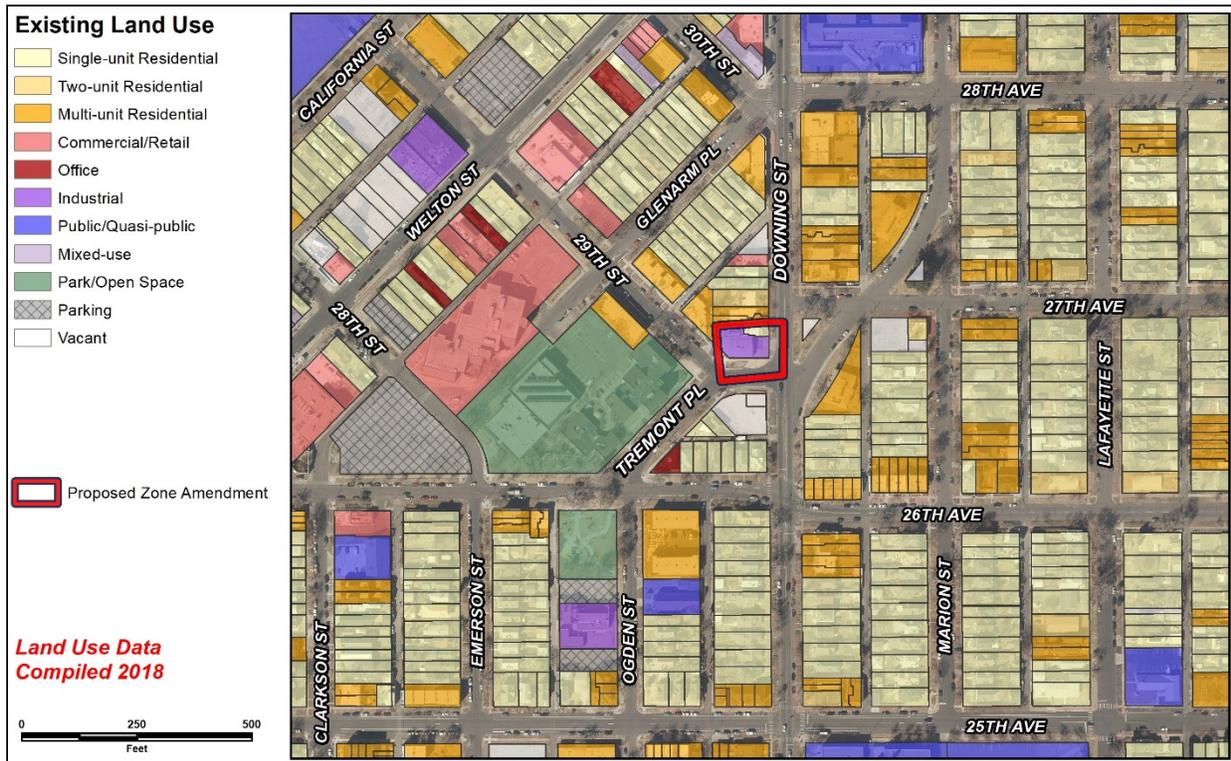 Existing Land Use
Single-unit Residential
Two-unit Residential
Multi-unit Residential
Commercial/Retail
Office
Industrial
Public/Quasi-public
Mixed-use
Park/Open Space
Parking
Vacant
Proposed Zone Amendment
Land Use Data
Compiled 2018
0 250 500
Feet
CALIFORNIA ST
30TH ST
28TH AVE
WELTON ST
GLENARM PL
DOWNING ST
29TH ST
27TH AVE
28TH ST
LAFAYETTE ST
TREMONT PL
26TH AVE
CLARKSON ST
EMERSON ST
OGDEN ST
MARION ST
25TH AVE